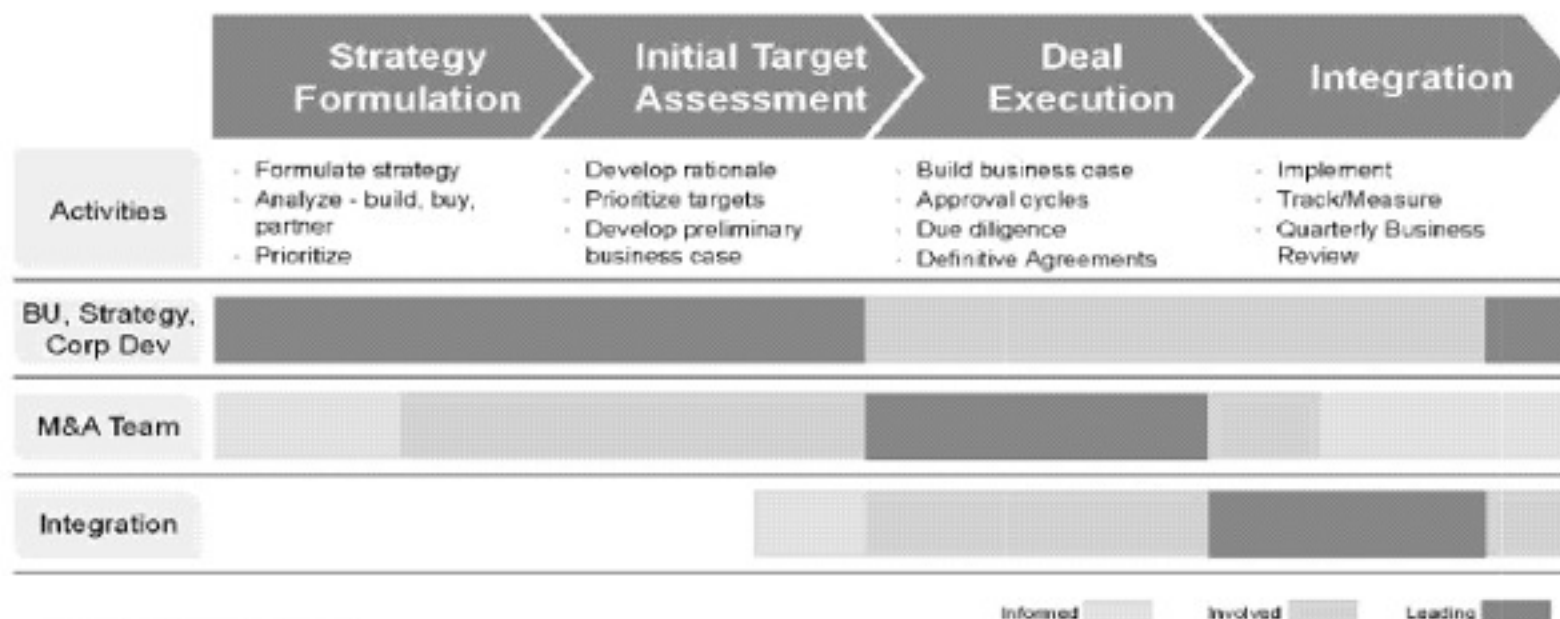 Strategy
Formulation
Initial Target
Assessment
Deal
Execution
Integration
Activities
· Formulate strategy
· Analyze - build, buy,
partner
· Prioritize
· Develop rationale
· Prioritize targets
· Develop preliminary
business case
· Build business case
· Approval cycles
· Due diligence
· Definitive Agreements
· Implement
· Track/Measure
· Quarterly Business
Review
BU, Strategy,
Corp Dev
M&A Team
Integration
Informed
Involved
Leading